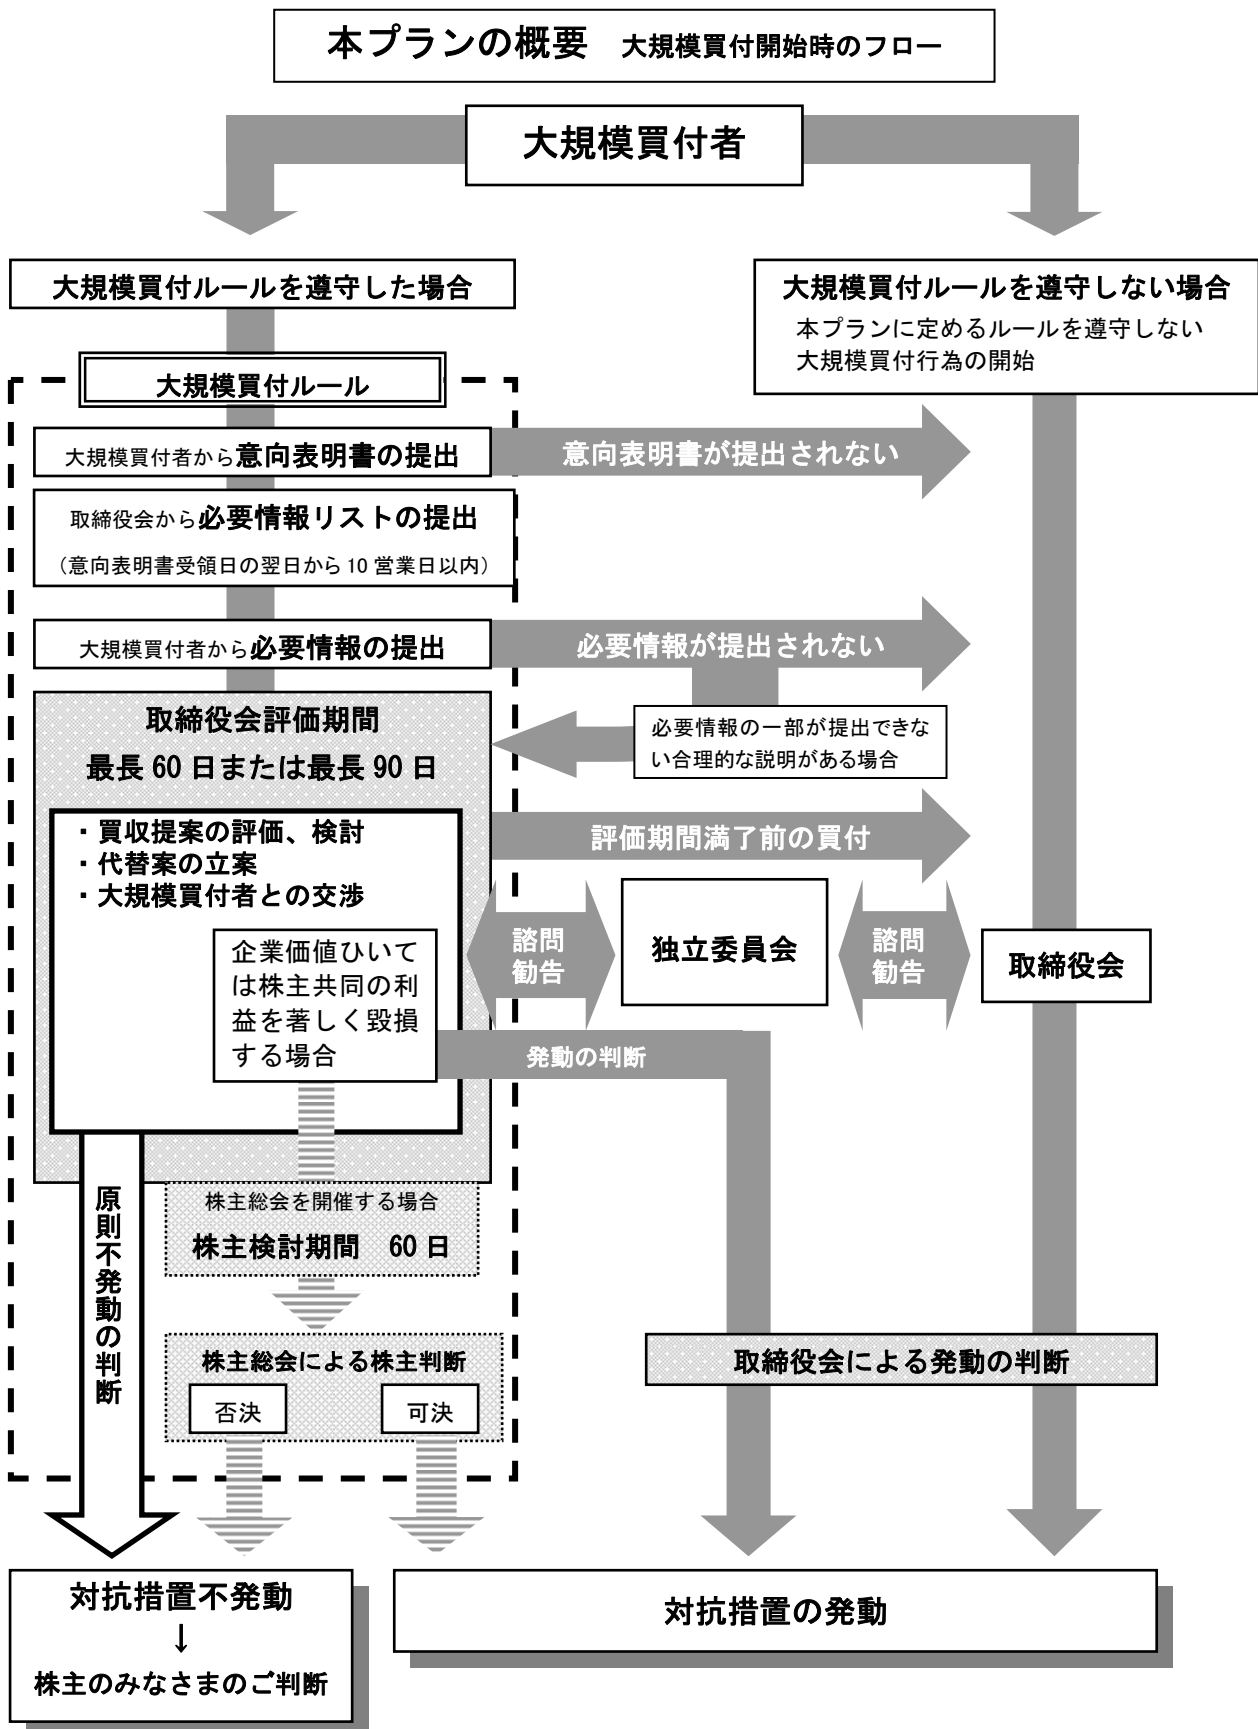 本プランの概要 大規模買付開始時のフロー
大規模買付者
大規模買付ルールを遵守した場合
大規模買付ルールを遵守しない場合
本プランに定めるルールを遵守しない
大規模買付行為の開始
大規模買付ルール
大規模買付者から意向表明書の提出
意向表明書が提出されない
取締役会から必要情報リストの提出
（意向表明書受領日の翌日から10営業日以内）
大規模買付者から必要情報の提出
必要情報が提出されない
必要情報の一部が提出できな
い合理的な説明がある場合
取締役会評価期間
最長60日または最長90日
・買収提案の評価、検討
・代替案の立案
・大規模買付者との交渉
評価期間満了前の買付
企業価値ひいて
は株主共同の利
益を著しく毀損
する場合
諮問
勧告
独立委員会
諮問
勧告
取締役会
発動の判断
原則不発動の判断
株主総会を開催する場合
株主検討期間 60日
株主総会による株主判断
否決
可決
取締役会による発動の判断
対抗措置不発動
↓
株主のみなさまのご判断
対抗措置の発動